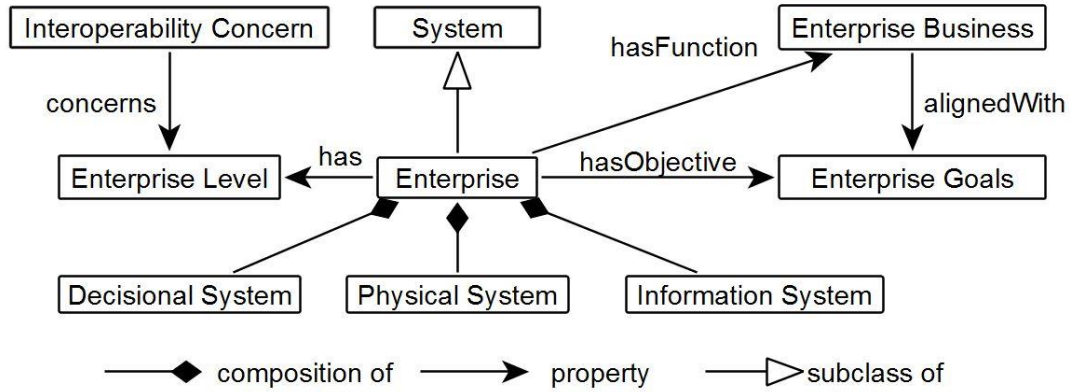 Interoperability Concern
System
Enterprise Business
hasFunction
concerns
alignedWith
has
hasObjective
Enterprise Level
Enterprise
Enterprise Goals
Decisional System
Physical System
Information System
composition of
property
subclass of